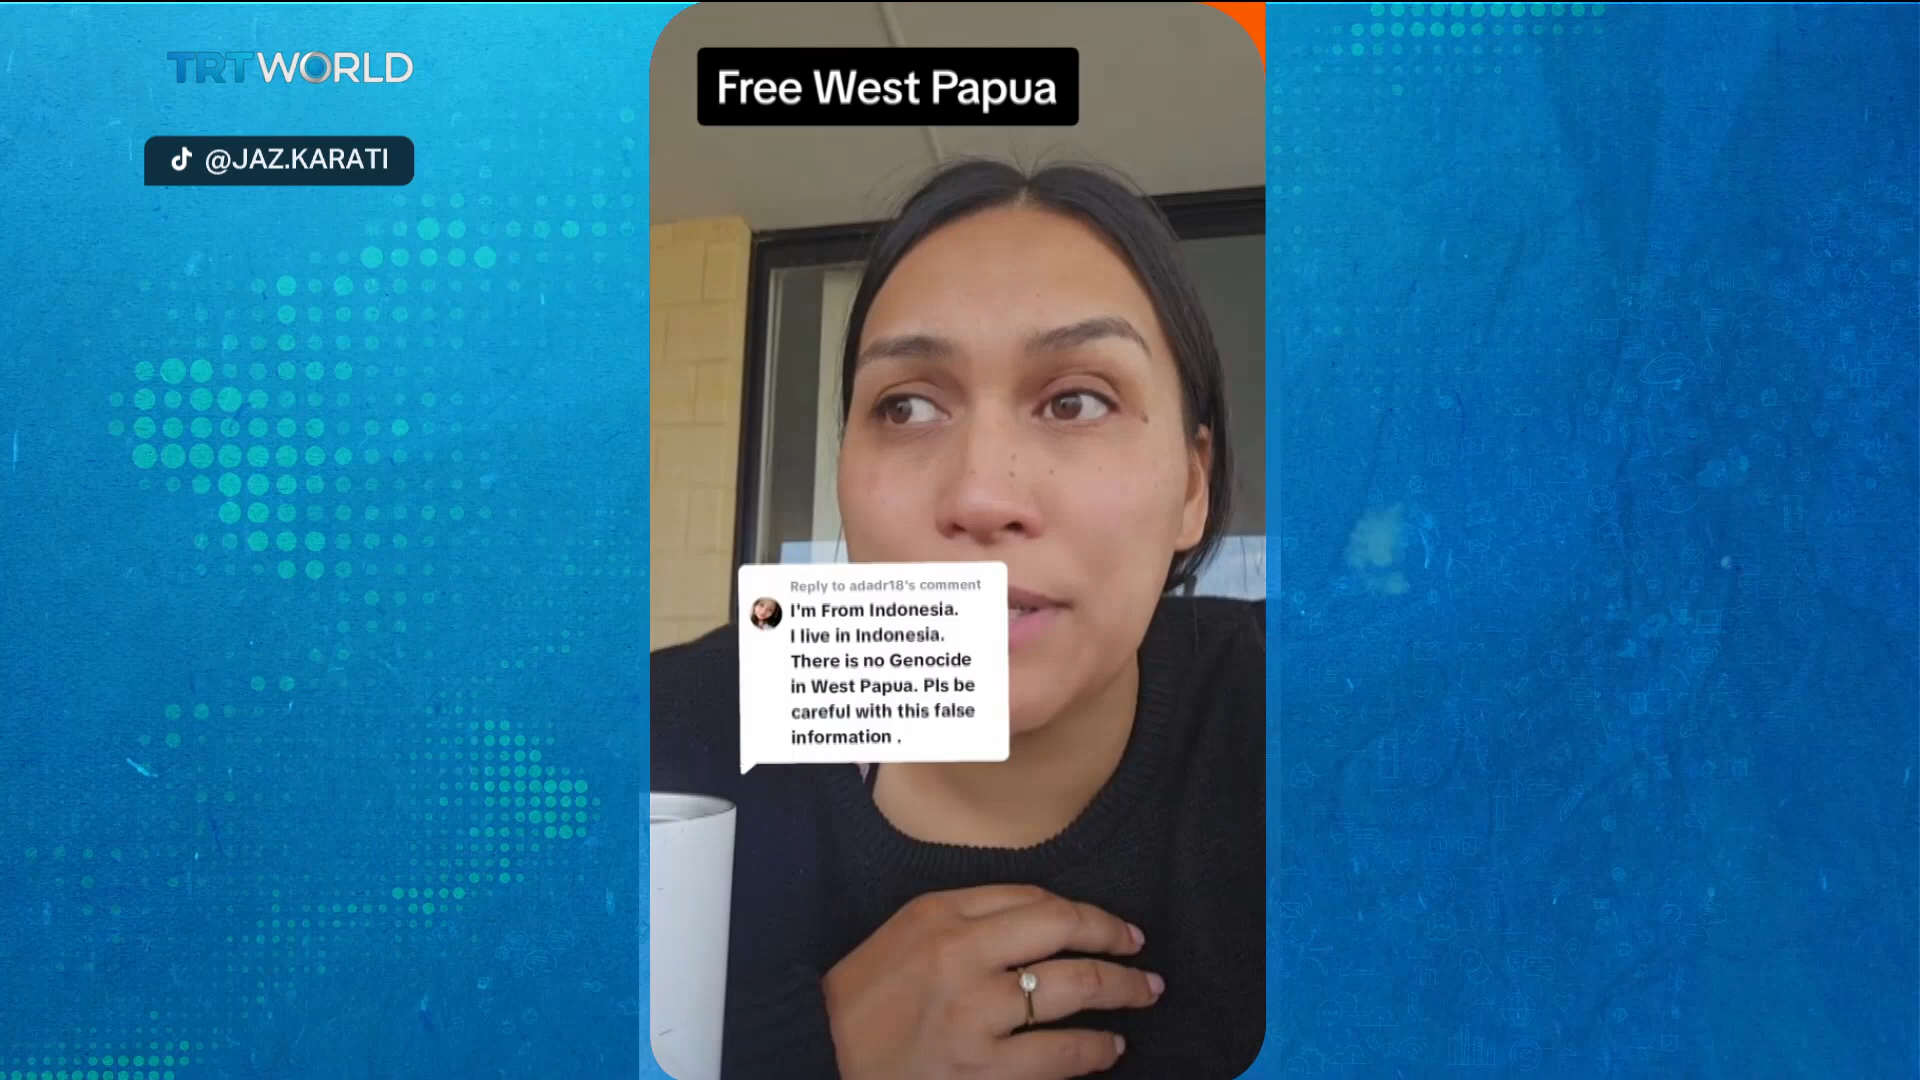 TRT WORLD
@JAZ.KARATI
Free West Papua
Reply to adadr18's comment
I'm From Indonesia.
I live in Indonesia.
There is no Genocide
in West Papua. Pls be
careful with this false
information .